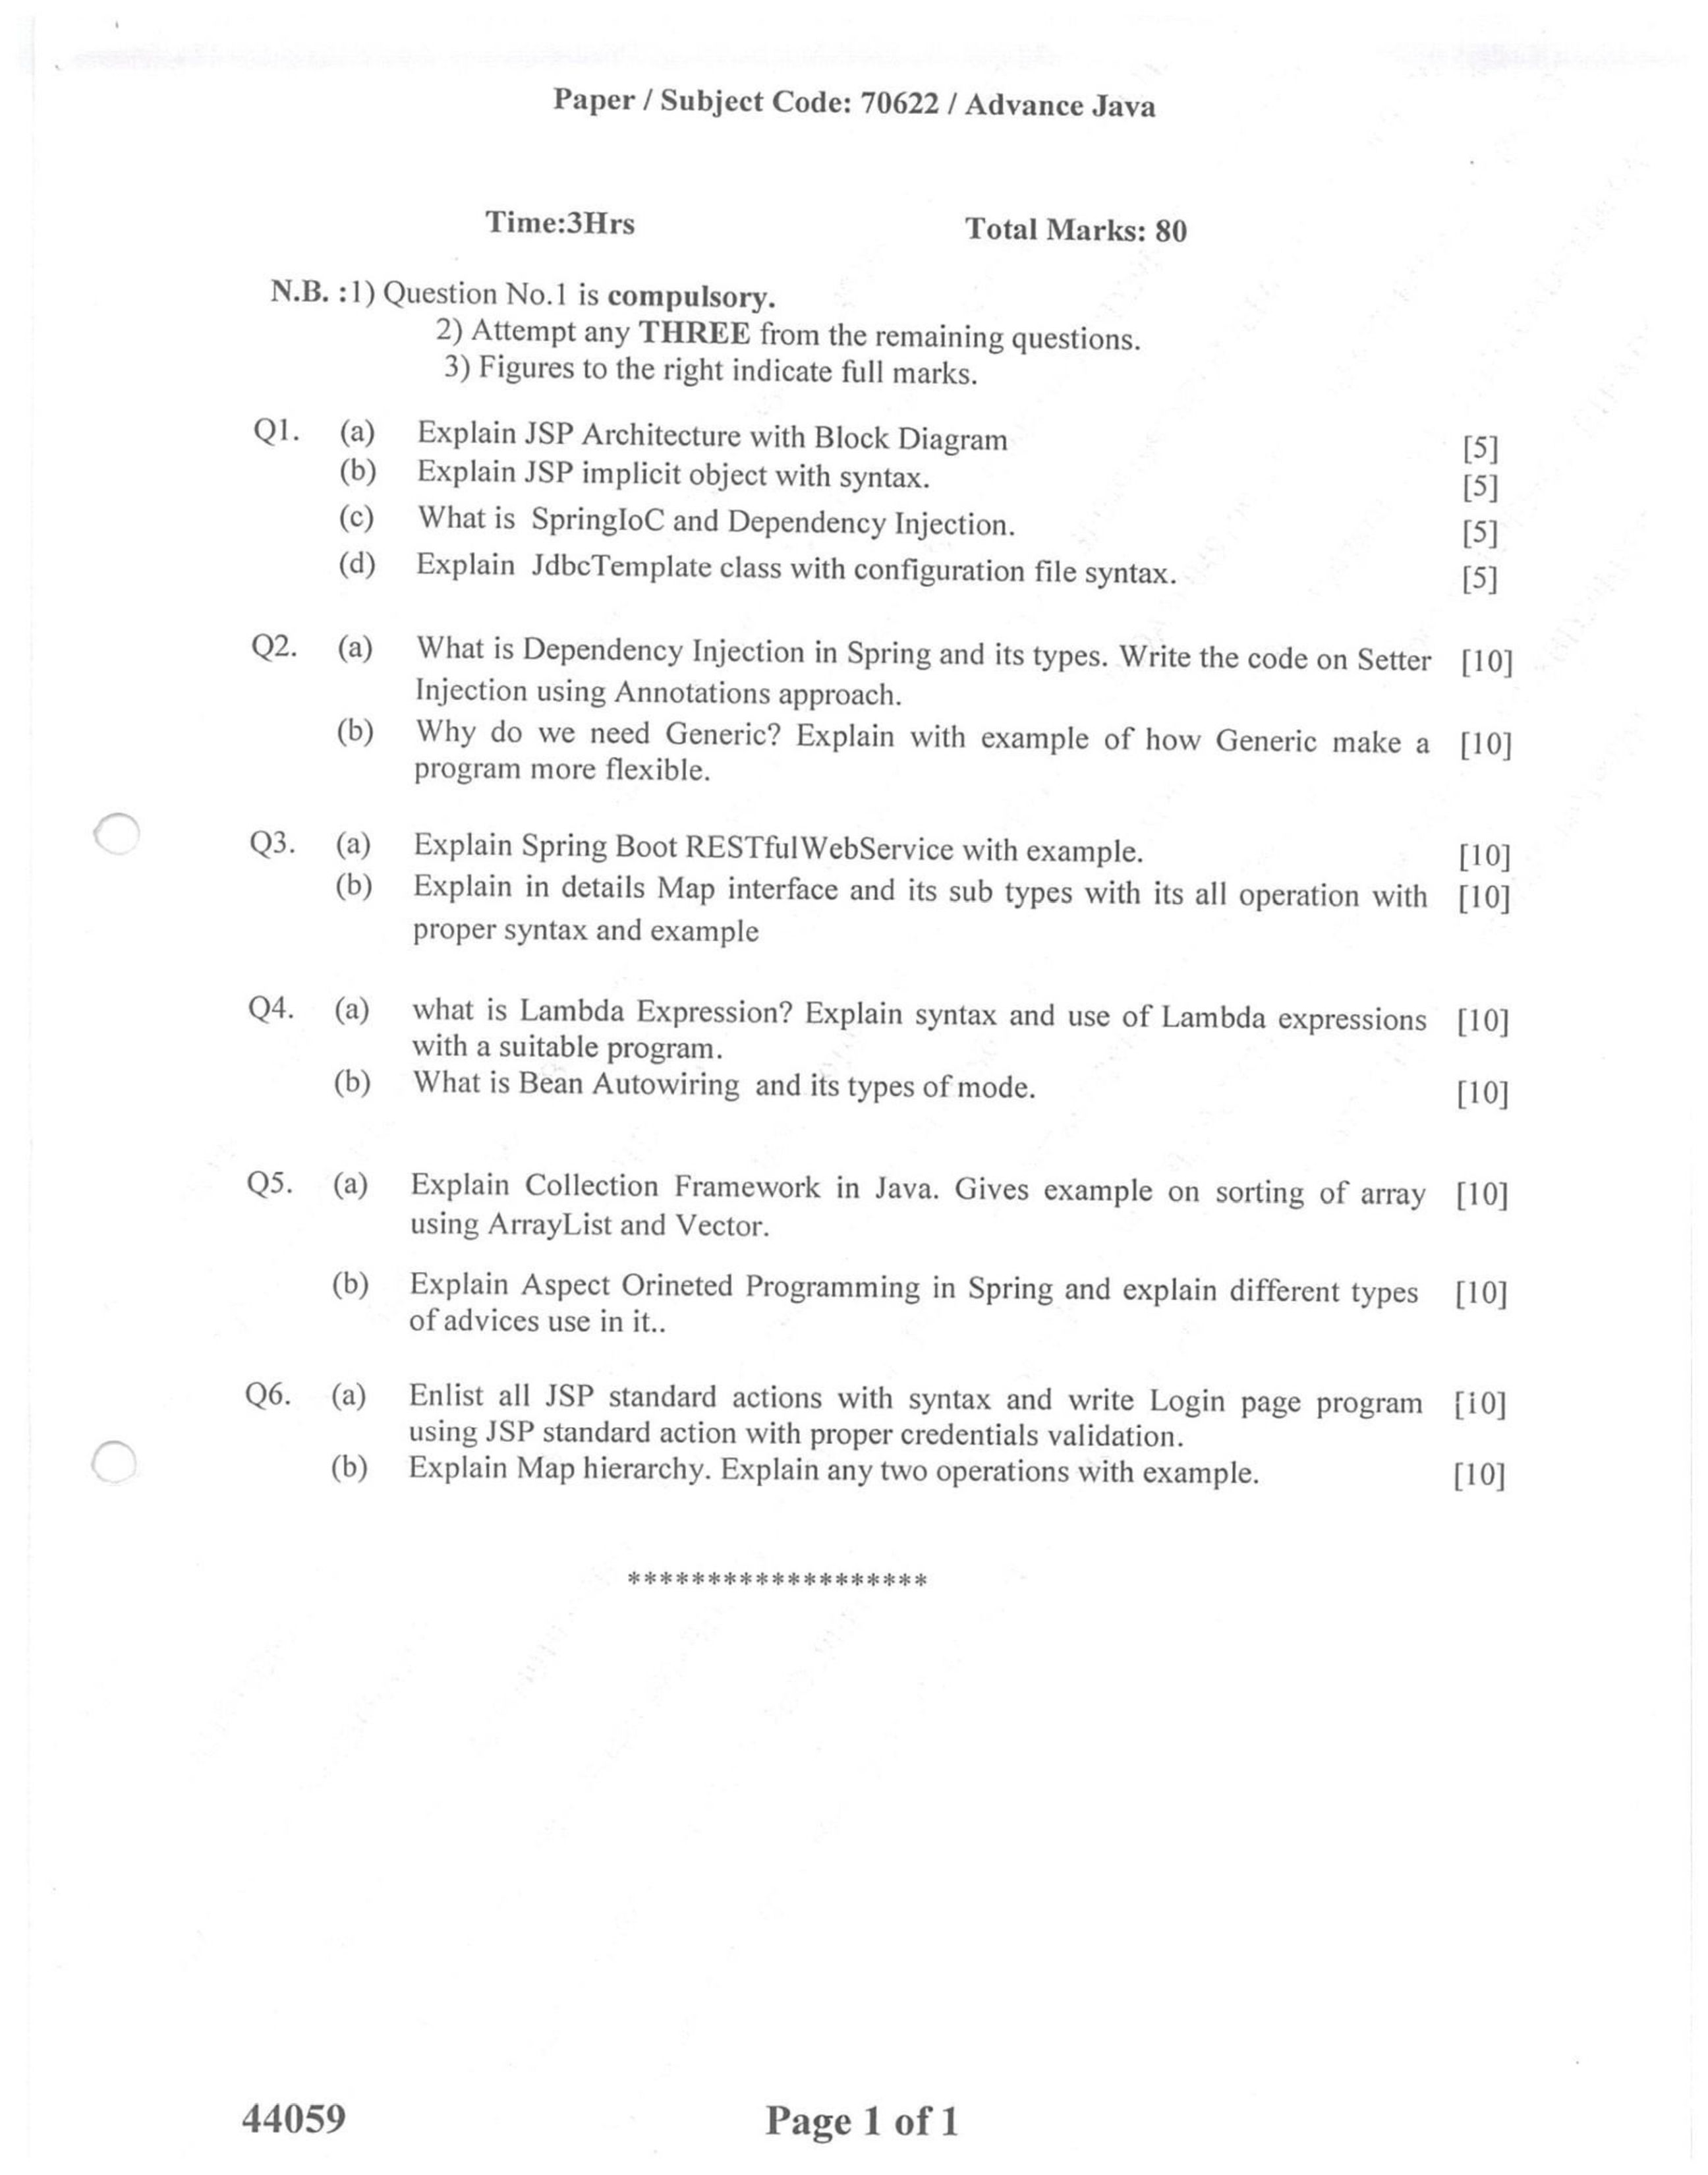 Paper / Subject Code: 70622 / Advance Java
Time:3Hrs Total Marks: 80
N.B. :1) Question No.1 is compulsory.
2) Attempt any THREE from the remaining questions.
3) Figures to the right indicate full marks.
Q1. (a) Explain JSP Architecture with Block Diagram [5]
(b) Explain JSP implicit object with syntax. [5]
(c) What is SpringIoC and Dependency Injection. [5]
(d) Explain JdbcTemplate class with configuration file syntax. [5]
Q2. (a) What is Dependency Injection in Spring and its types. Write the code on Setter [10]
Injection using Annotations approach.
(b) Why do we need Generic? Explain with example of how Generic make a [10]
program more flexible.
Q3. (a) Explain Spring Boot RESTfulWebService with example. [10]
(b) Explain in details Map interface and its sub types with its all operation with [10]
proper syntax and example
Q4. (a) what is Lambda Expression? Explain syntax and use of Lambda expressions [10]
with a suitable program.
(b) What is Bean Autowiring and its types of mode. [10]
Q5. (a) Explain Collection Framework in Java. Gives example on sorting of array [10]
using ArrayList and Vector.
(b) Explain Aspect Orineted Programming in Spring and explain different types [10]
of advices use in it..
Q6. (a) Enlist all JSP standard actions with syntax and write Login page program [10]
using JSP standard action with proper credentials validation.
(b) Explain Map hierarchy. Explain any two operations with example. [10]
*******************
44059 Page 1 of 1